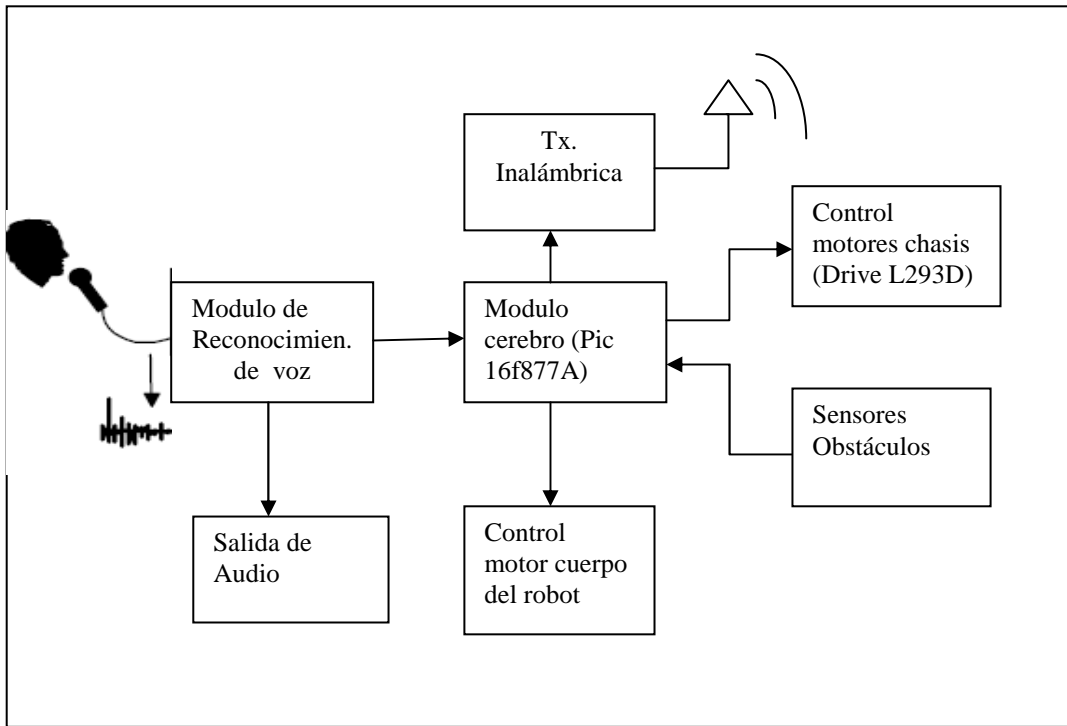 Tx.
Inalámbrica
Control
motores chasis
(Drive L293D)
Modulo de
Reconocimien.
de voz
Modulo
cerebro (Pic
16f877A)
Sensores
Obstáculos
Salida de
Audio
Control
motor cuerpo
del robot